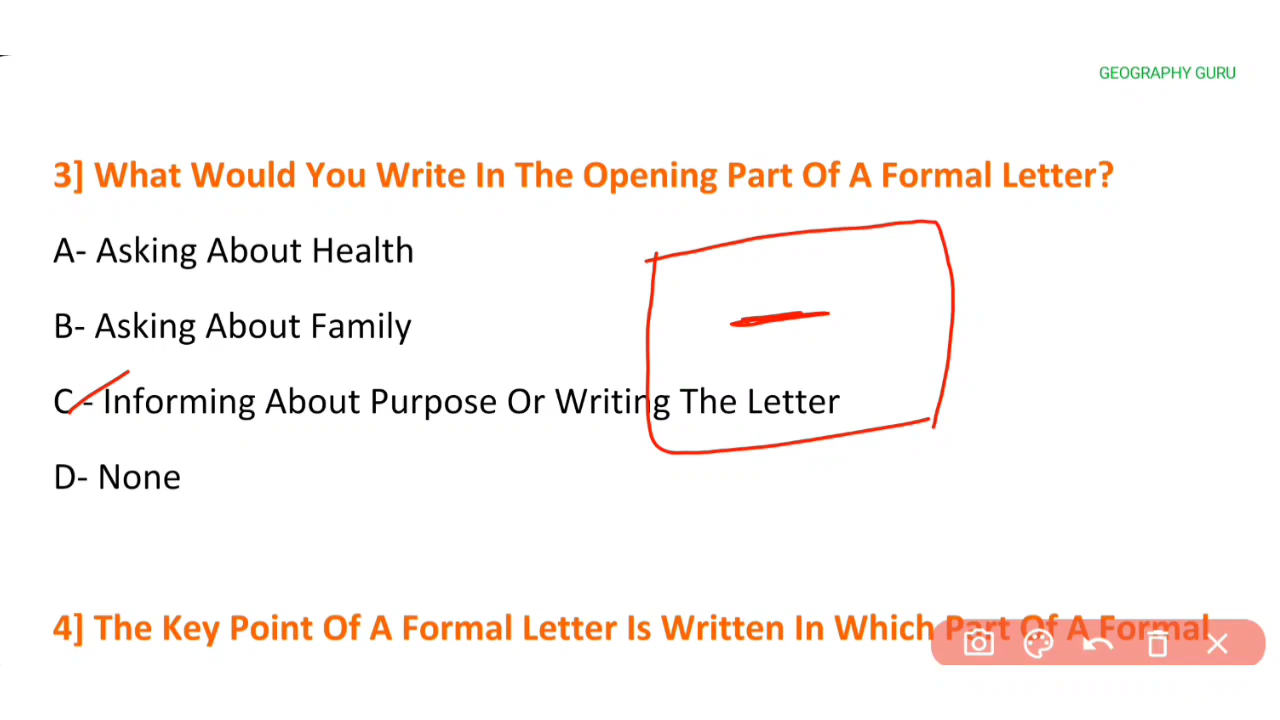 GEOGRAPHY GURU
3] What Would You Write In The Opening Part Of A Formal Letter?
A- Asking About Health
B- Asking About Family
C - Informing About Purpose Or Writing The Letter
D- None
4] The Key Point Of A Formal Letter Is Written In Which Part Of A Formal